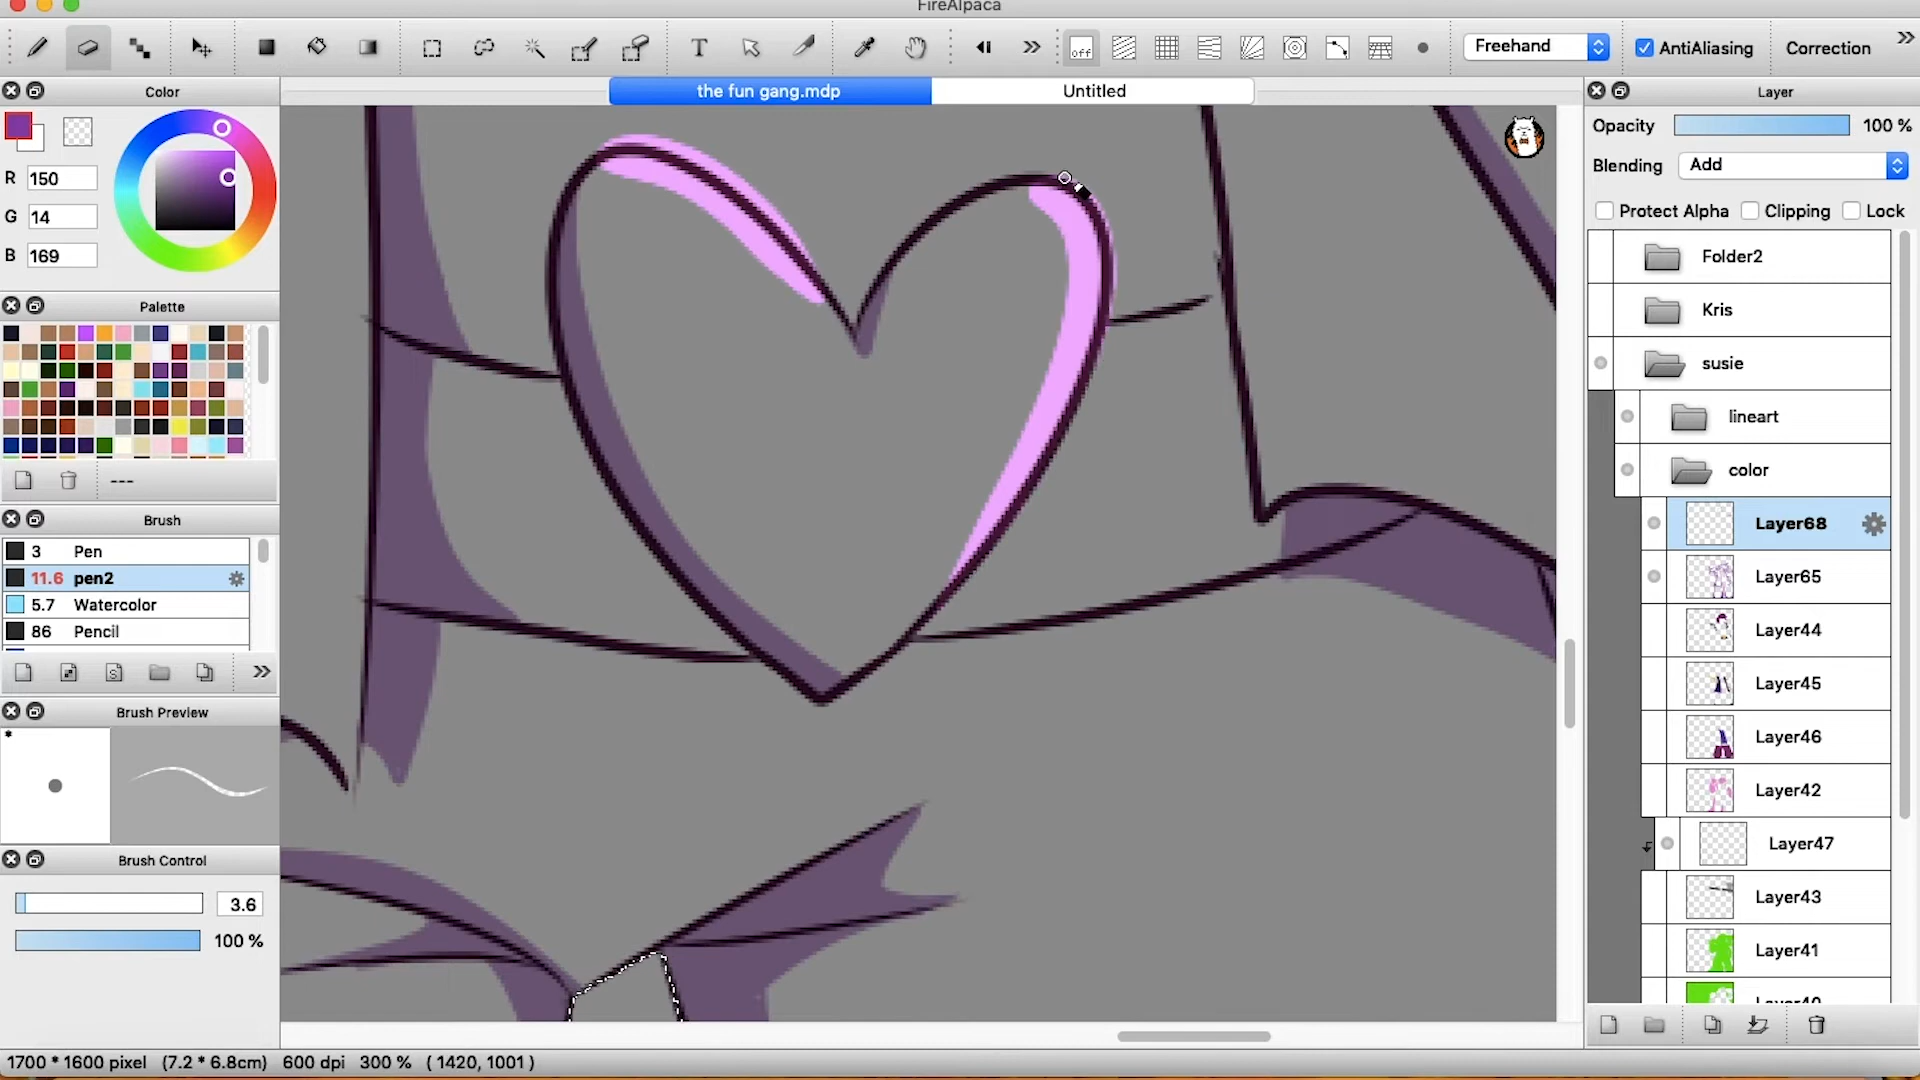 FireAlpaca
off
Freehand
AntiAliasing
Correction
Color
the fun gang.mdp
Untitled
Layer
R 150
G 14
B 169
Opacity 100 %
Blending Add
Protect Alpha Clipping Lock
Palette
---
Brush
3 Pen
11.6 pen2
5.7 Watercolor
86 Pencil
Brush Preview
Brush Control
3.6
100 %
Folder2
Kris
susie
lineart
color
Layer68
Layer65
Layer44
Layer45
Layer46
Layer42
Layer47
Layer43
Layer41
Layer40
1700 * 1600 pixel (7.2 * 6.8cm) 600 dpi 300 % ( 1420, 1001 )